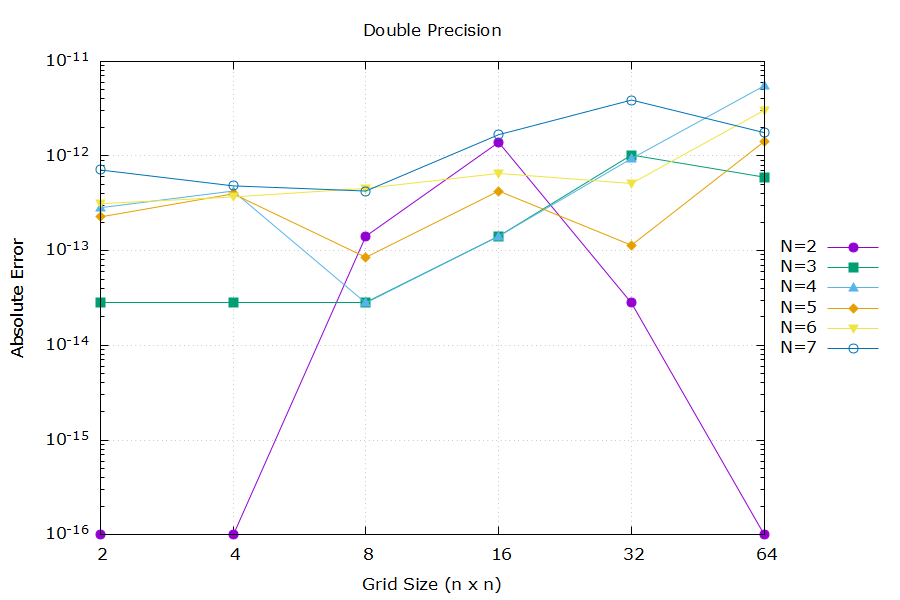 Double Precision
10^-11
10^-12
10^-13
10^-14
10^-15
10^-16
Absolute Error
2 4 8 16 32 64
Grid Size (n x n)
N=2
N=3
N=4
N=5
N=6
N=7